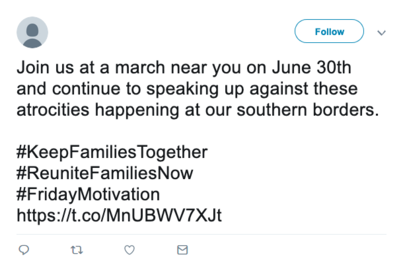 Follow
Join us at a march near you on June 30th
and continue to speaking up against these
atrocities happening at our southern borders.
#KeepFamiliesTogether
#ReuniteFamiliesNow
#FridayMotivation
https://t.co/MnUBWV7XJt